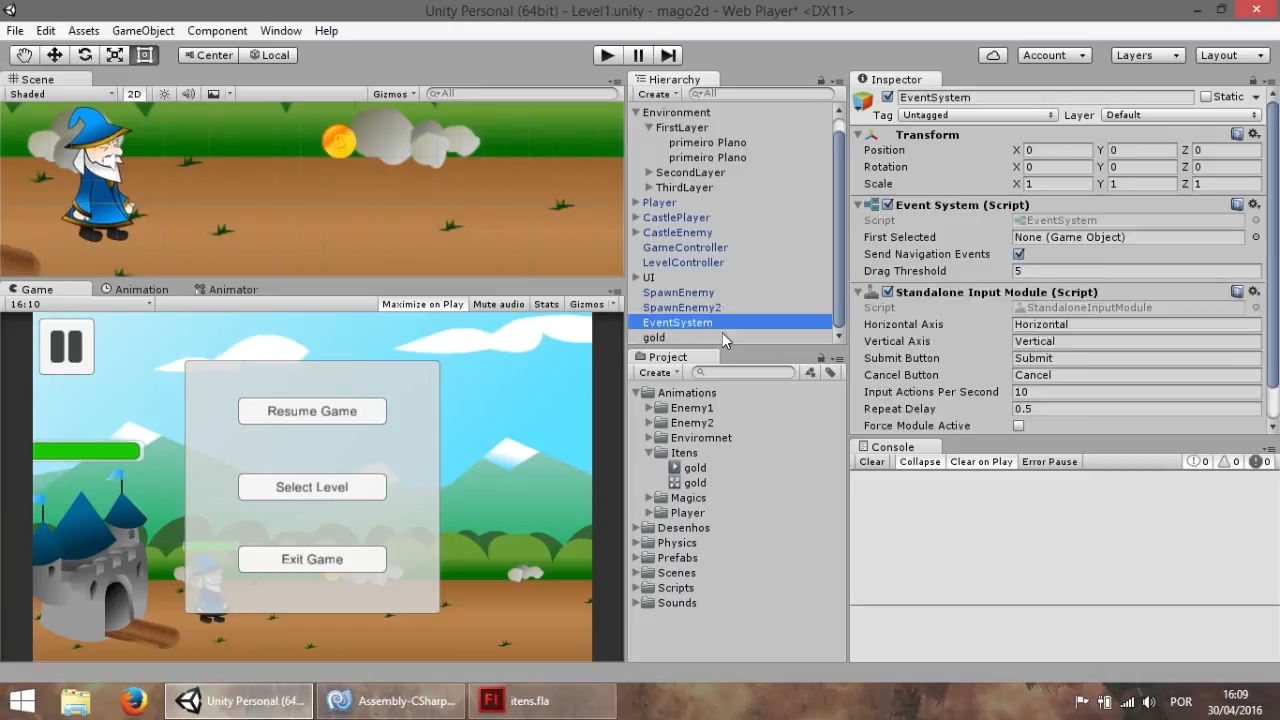 Unity Personal (64bit) - Level1.unity - mago2d - Web Player* <DX11>
File Edit Assets GameObject Component Window Help
Center Local Account Layers Layout
Scene
Shaded 2D Gizmos All
Hierarchy
Create All
Environment
FirstLayer
primeiro Plano
primeiro Plano
SecondLayer
ThirdLayer
Player
CastlePlayer
CastleEnemy
GameController
LevelController
UI
SpawnEnemy
SpawnEnemy2
EventSystem
gold
Inspector
EventSystem Static
Tag Untagged Layer Default
Transform
Position X 0 Y 0 Z 0
Rotation X 0 Y 0 Z 0
Scale X 1 Y 1 Z 1
Event System (Script)
Script EventSystem
First Selected None (Game Object)
Send Navigation Events
Drag Threshold 5
Standalone Input Module (Script)
Script StandaloneInputModule
Horizontal Axis Horizontal
Vertical Axis Vertical
Submit Button Submit
Cancel Button Cancel
Input Actions Per Second 10
Repeat Delay 0.5
Force Module Active
Game Animation Animator
16:10 Maximize on Play Mute audio Stats Gizmos
Resume Game
Select Level
Exit Game
Project
Create
Animations
Enemy1
Enemy2
Enviromnet
Itens
gold
gold
Magics
Player
Desenhos
Physics
Prefabs
Scenes
Scripts
Sounds
Console
Clear Collapse Clear on Play Error Pause 0 0 0
Unity Personal (64... Assembly-CSharp... Fl itens.fla POR 16:09
30/04/2016